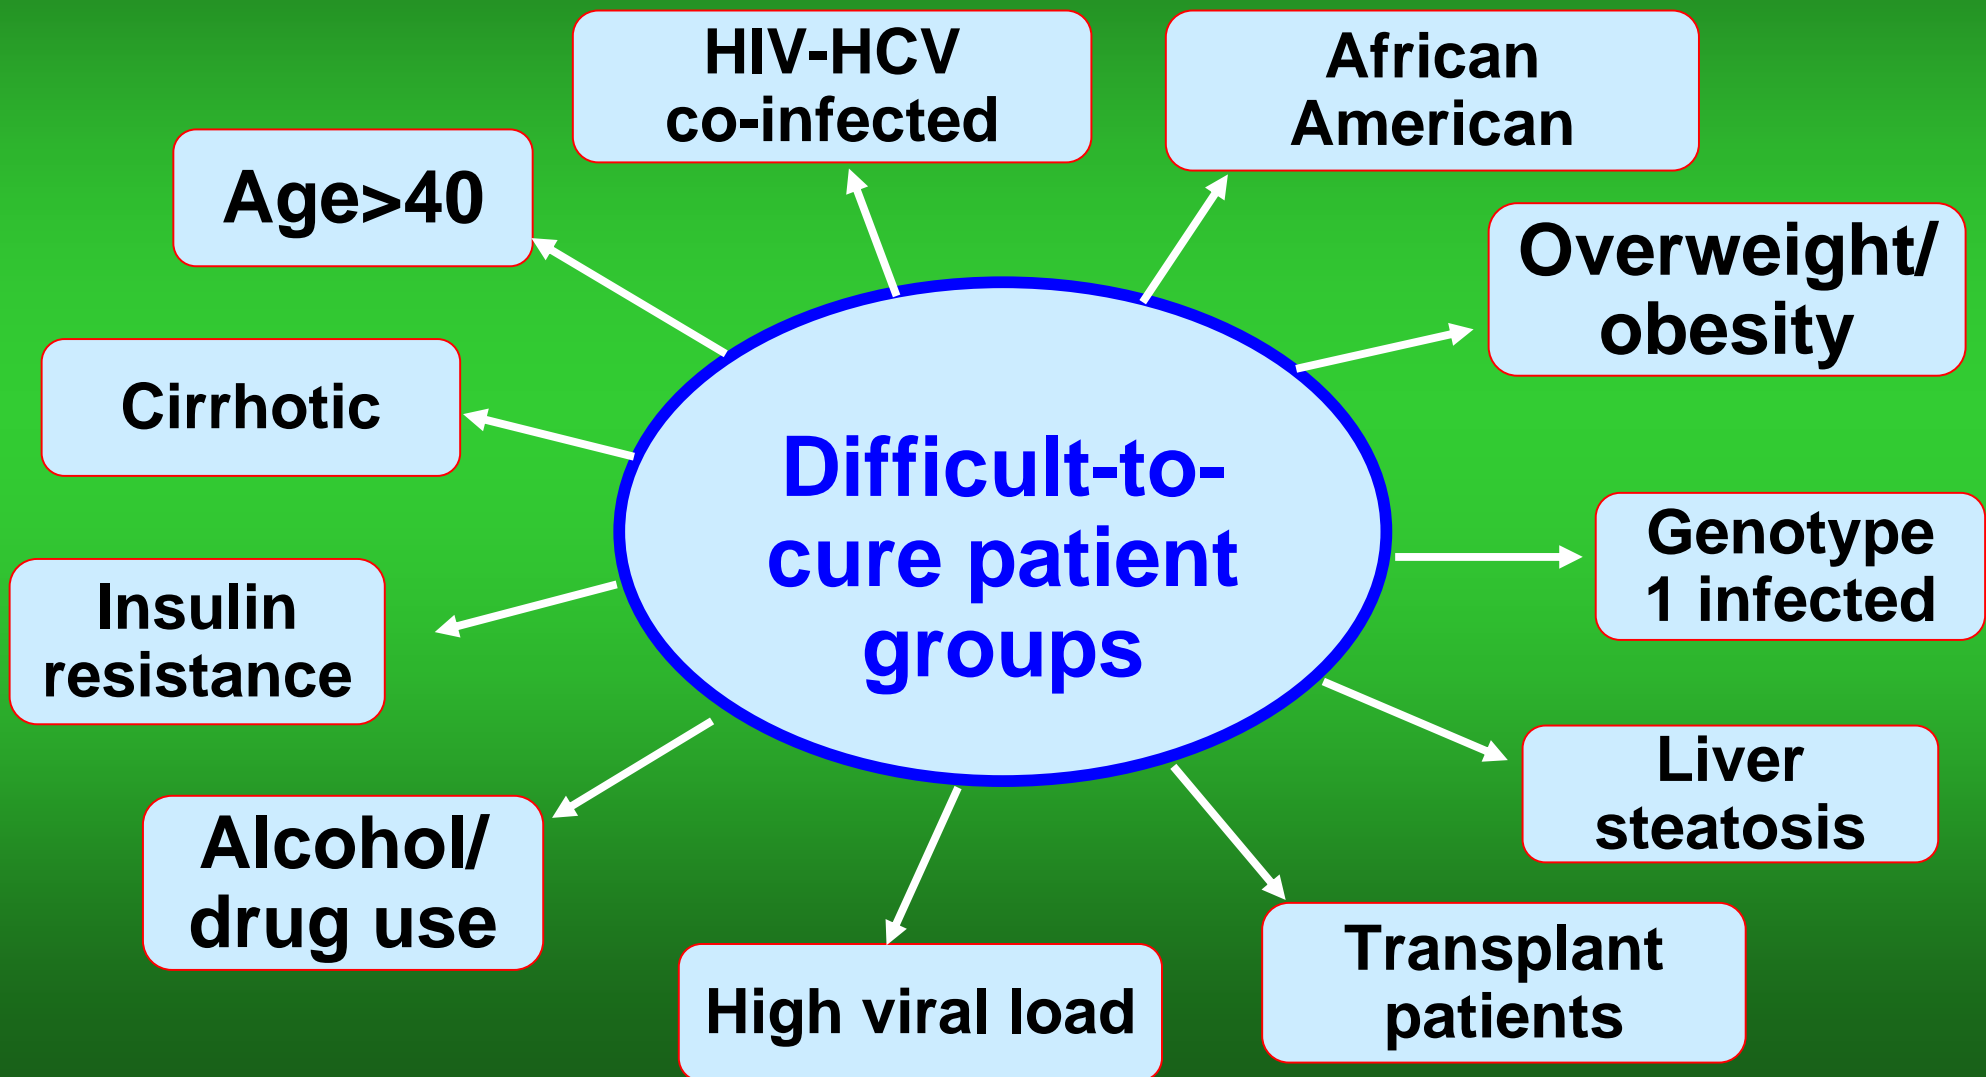 HIV-HCV
co-infected
African
American
Age>40
Overweight/
obesity
Cirrhotic
Difficult-to-
cure patient
groups
Genotype
1 infected
Insulin
resistance
Liver
steatosis
Alcohol/
drug use
Transplant
patients
High viral load